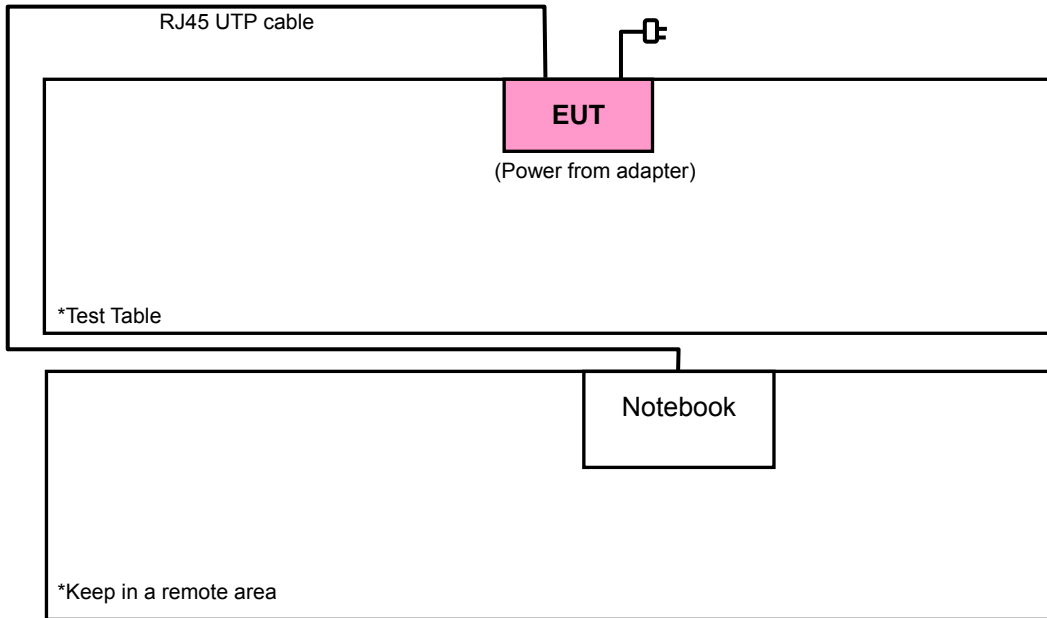 RJ45 UTP cable
EUT
(Power from adapter)
*Test Table
Notebook
*Keep in a remote area